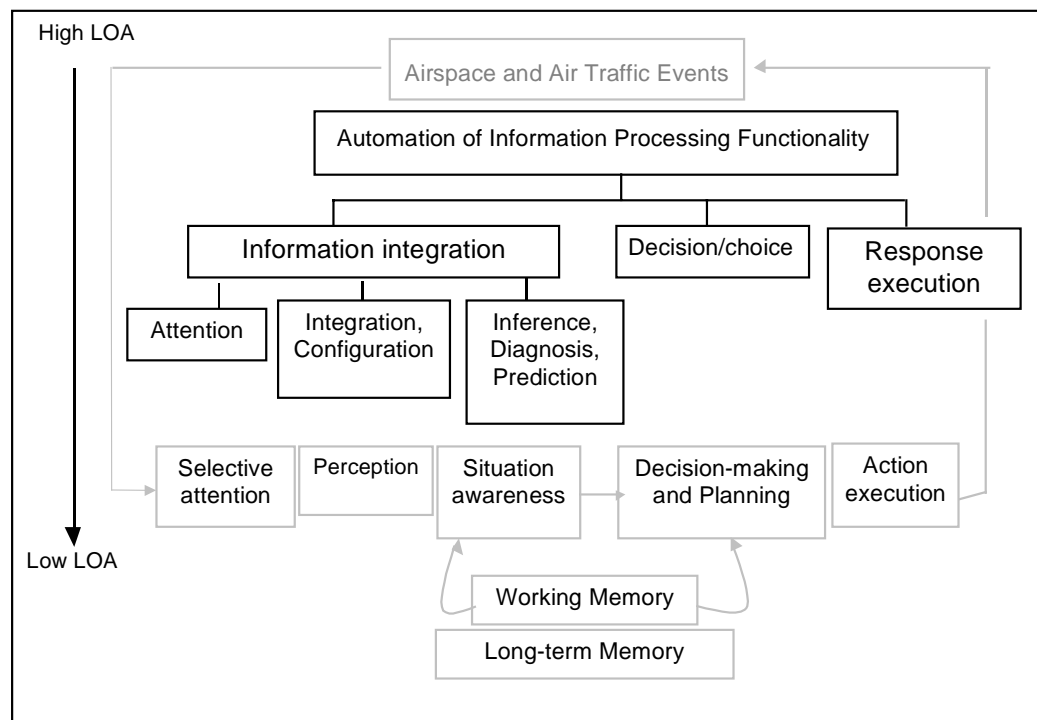 High LOA
Airspace and Air Traffic Events
Automation of Information Processing Functionality
Information integration
Decision/choice
Response
execution
Attention
Integration,
Configuration
Inference,
Diagnosis,
Prediction
Selective
attention
Perception
Situation
awareness
Decision-making
and Planning
Action
execution
Low LOA
Working Memory
Long-term Memory